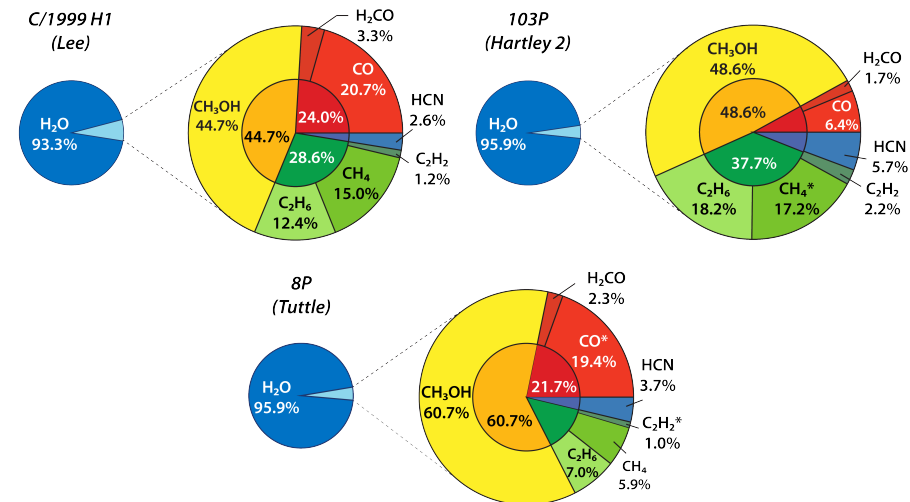 C/1999 H1
(Lee)
H₂O
93.3%
H₂CO
3.3%
CO
20.7%
HCN
2.6%
C₂H₂
1.2%
CH₄
15.0%
C₂H₆
12.4%
CH₃OH
44.7%
44.7%
24.0%
28.6%
103P
(Hartley 2)
H₂O
95.9%
CH₃OH
48.6%
H₂CO
1.7%
CO
6.4%
HCN
5.7%
C₂H₂
2.2%
CH₄*
17.2%
C₂H₆
18.2%
48.6%
37.7%
8P
(Tuttle)
H₂O
95.9%
H₂CO
2.3%
CO*
19.4%
HCN
3.7%
C₂H₂*
1.0%
CH₄
5.9%
C₂H₆
7.0%
CH₃OH
60.7%
60.7%
21.7%